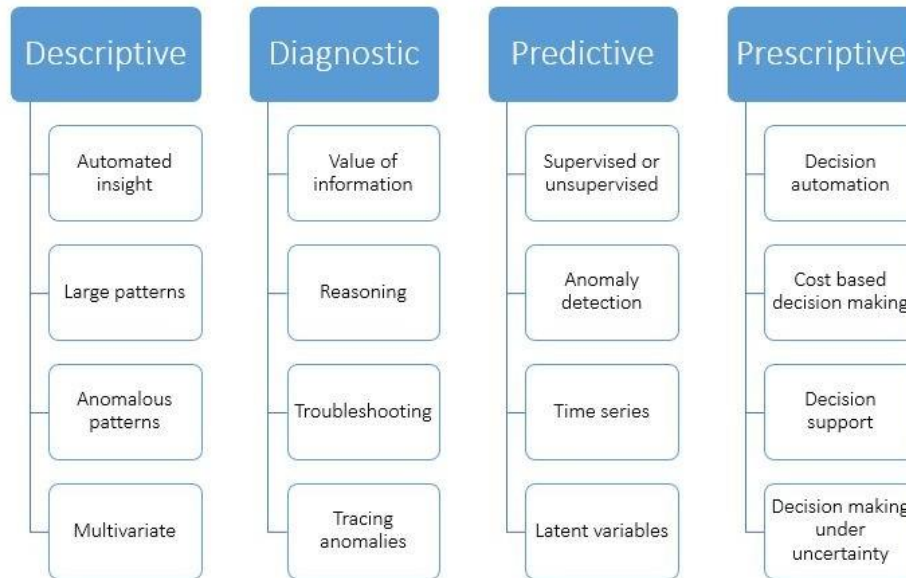 Descriptive
Automated
insight
Large patterns
Anomalous
patterns
Multivariate
Diagnostic
Value of
information
Reasoning
Troubleshooting
Tracing
anomalies
Predictive
Supervised or
unsupervised
Anomaly
detection
Time series
Latent variables
Prescriptive
Decision
automation
Cost based
decision making
Decision
support
Decision making
under
uncertainty